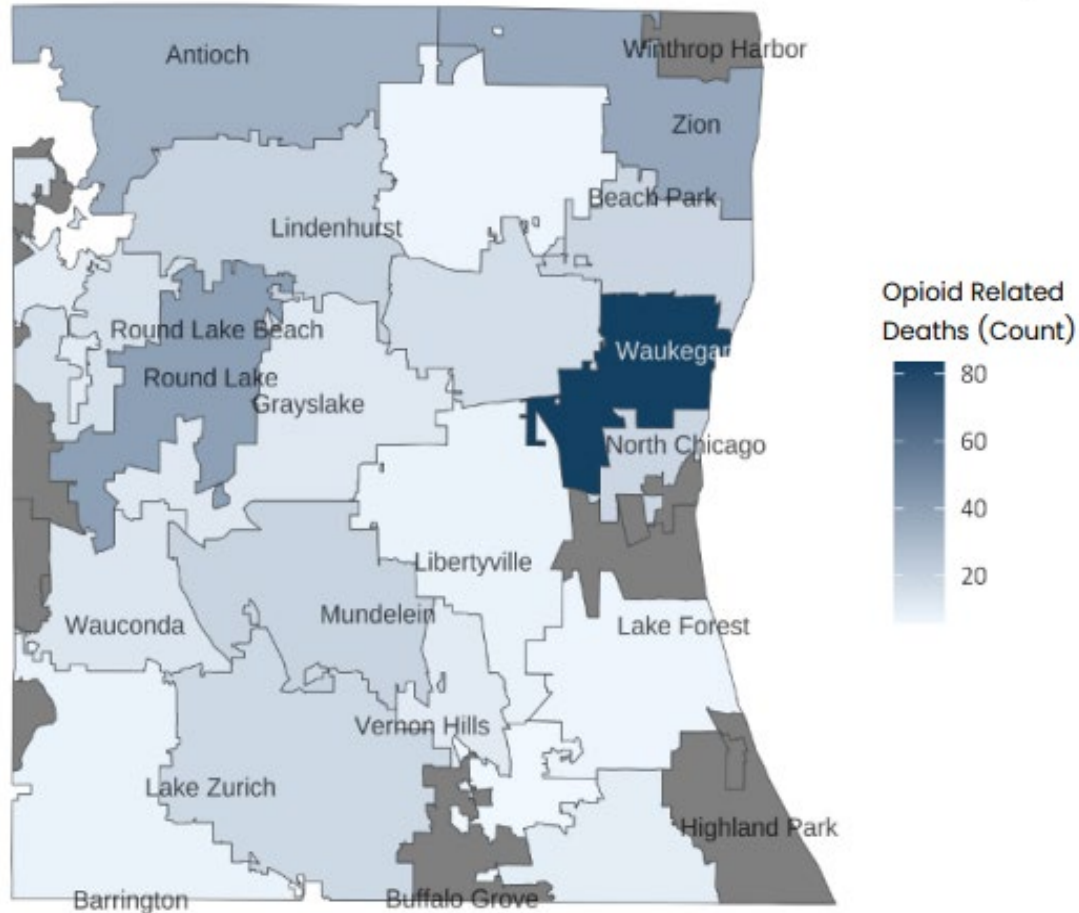 Antioch
Winthrop Harbor
Zion
Beach Park
Lindenhurst
Opioid Related
Deaths (Count)
Round Lake Beach
Waukegan
80
Round Lake
Grayslake
60
North Chicago
40
Libertyville
20
Mundelein
Wauconda
Lake Forest
Vernon Hills
Lake Zurich
Highland Park
Barrington
Buffalo Grove